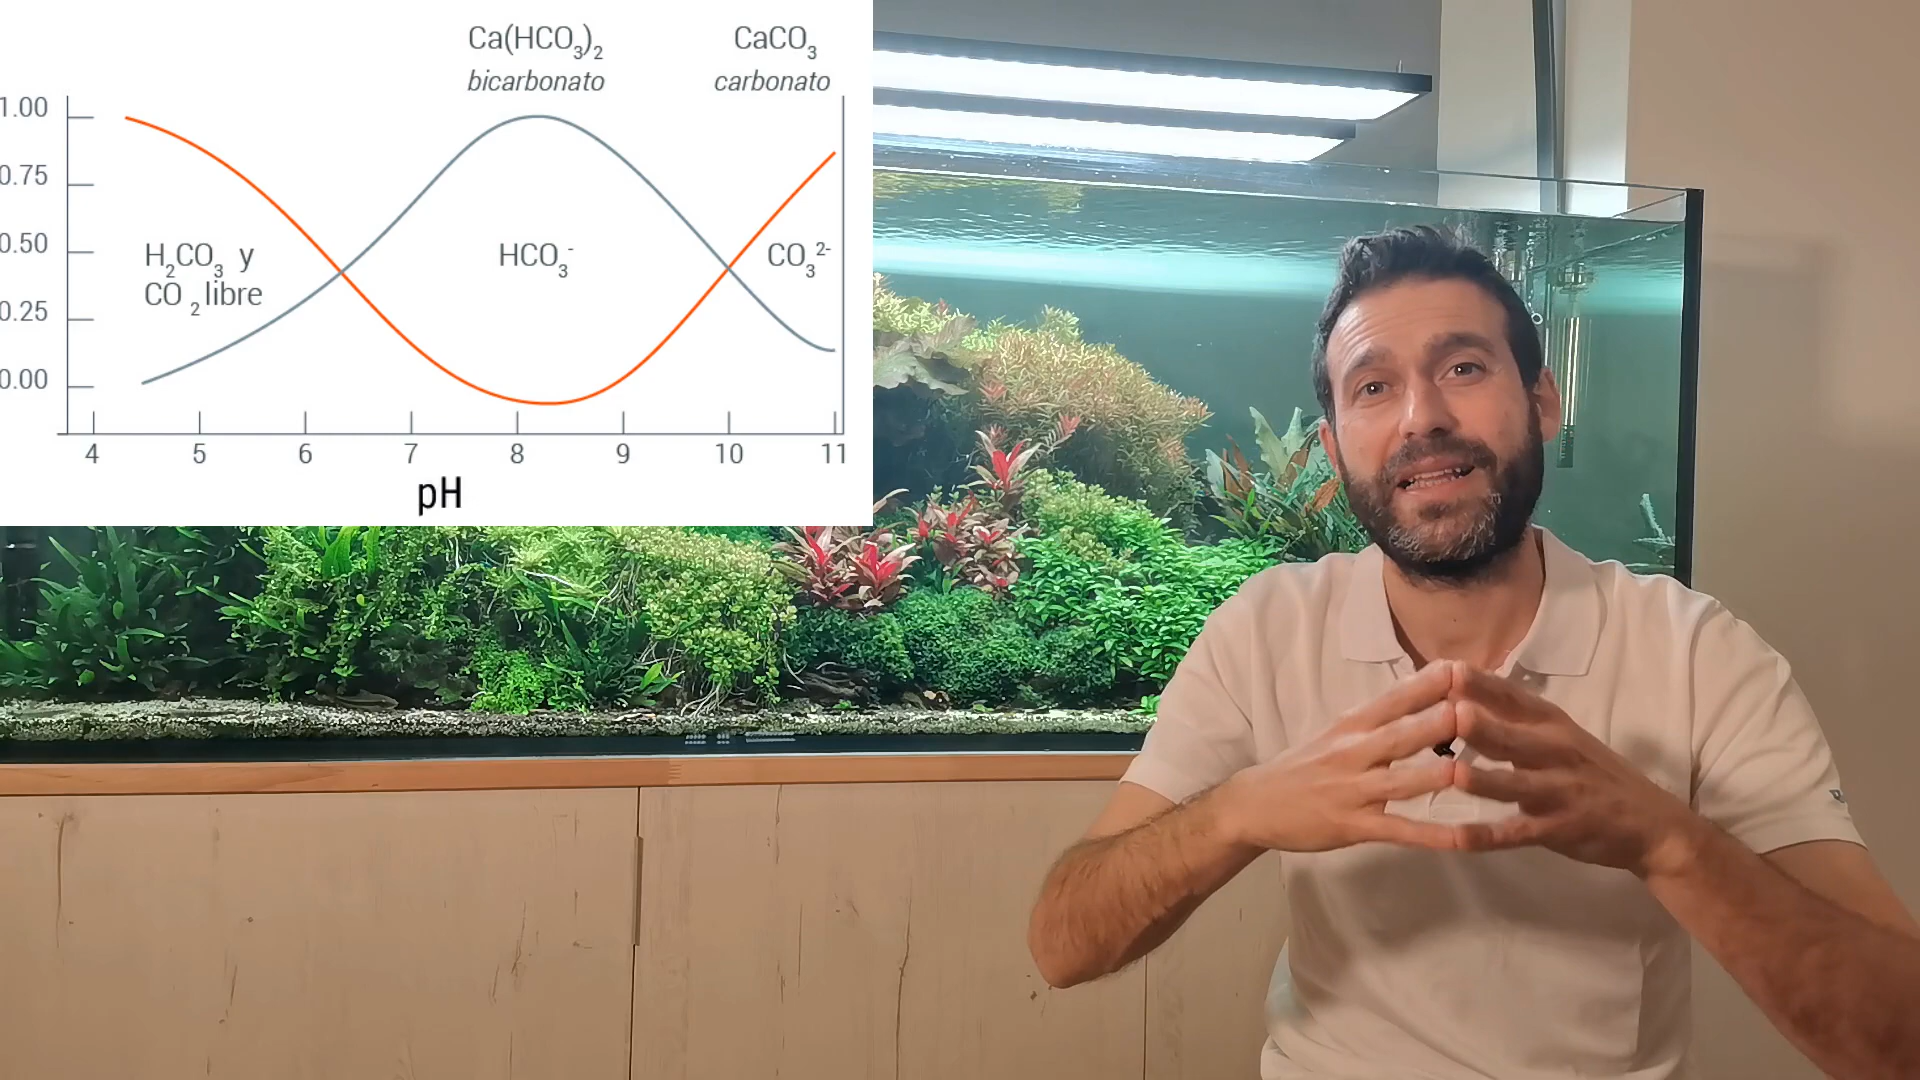 Ca(HCO₃)₂
bicarbonato
CaCO₃
carbonato
1.00
0.75
0.50
0.25
0.00
H₂CO₃ y
CO₂ libre
HCO₃⁻
CO₃²⁻
4 5 6 7 8 9 10 11
pH